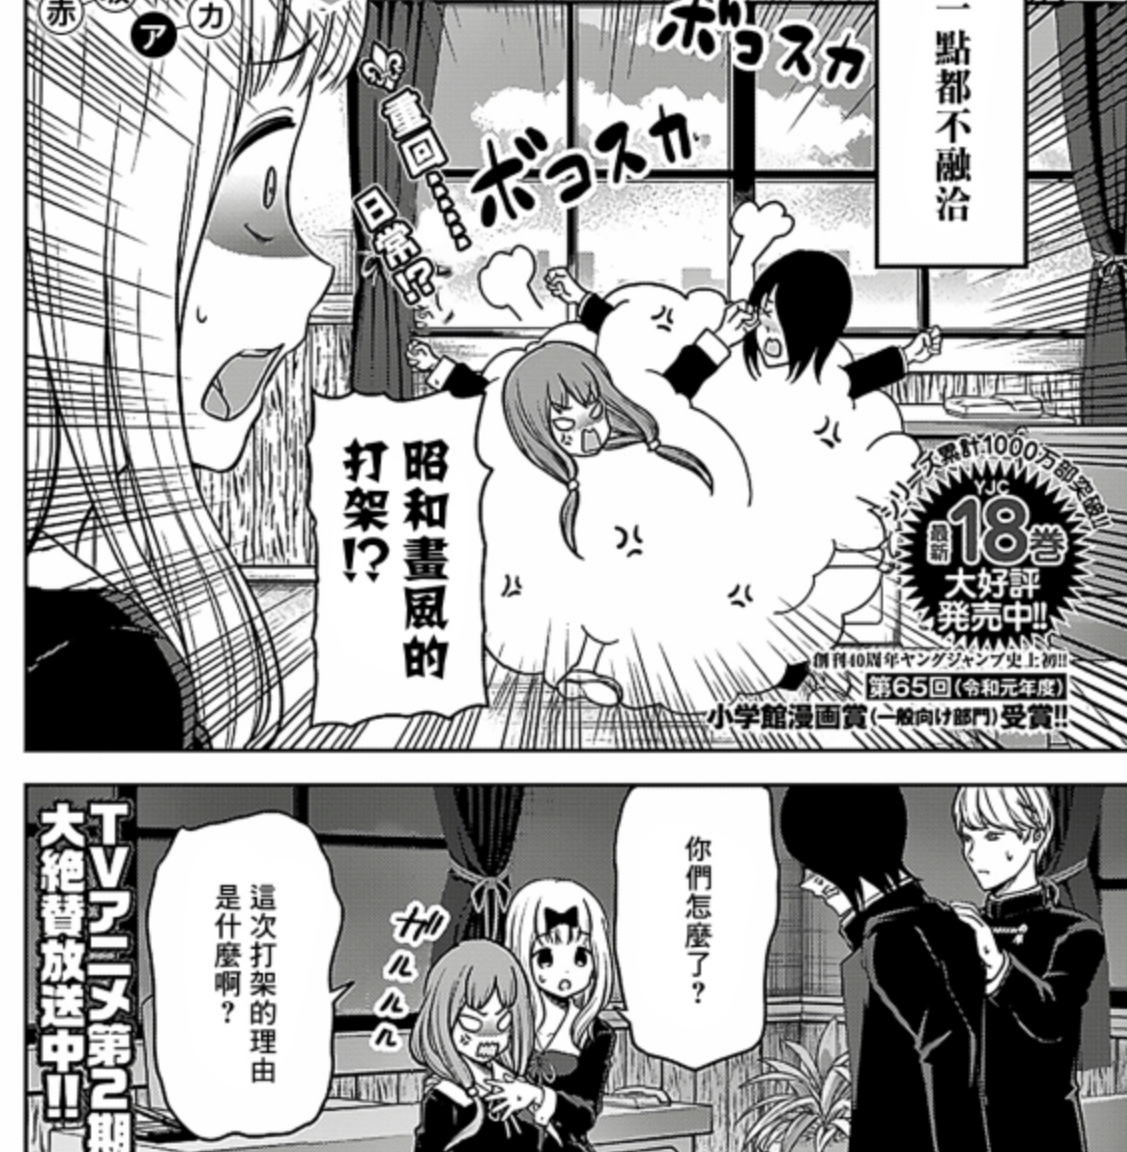 赤
ア
カ
ボコスカ
一點都不融洽
ボコスカ
重回……
日常!?
昭和畫風的
打架!?
シリーズ累計1000万部突破!!
YJC
最新18巻
大好評
発売中!!
創刊40周年ヤングジャンプ史上初!!
第65回(令和元年度)
小学館漫画賞(一般向け部門)受賞!!
你們怎麼了?
ガルルル
這次打架的理由
是什麼啊?
TVアニメ第2期
大絶賛放送中!!